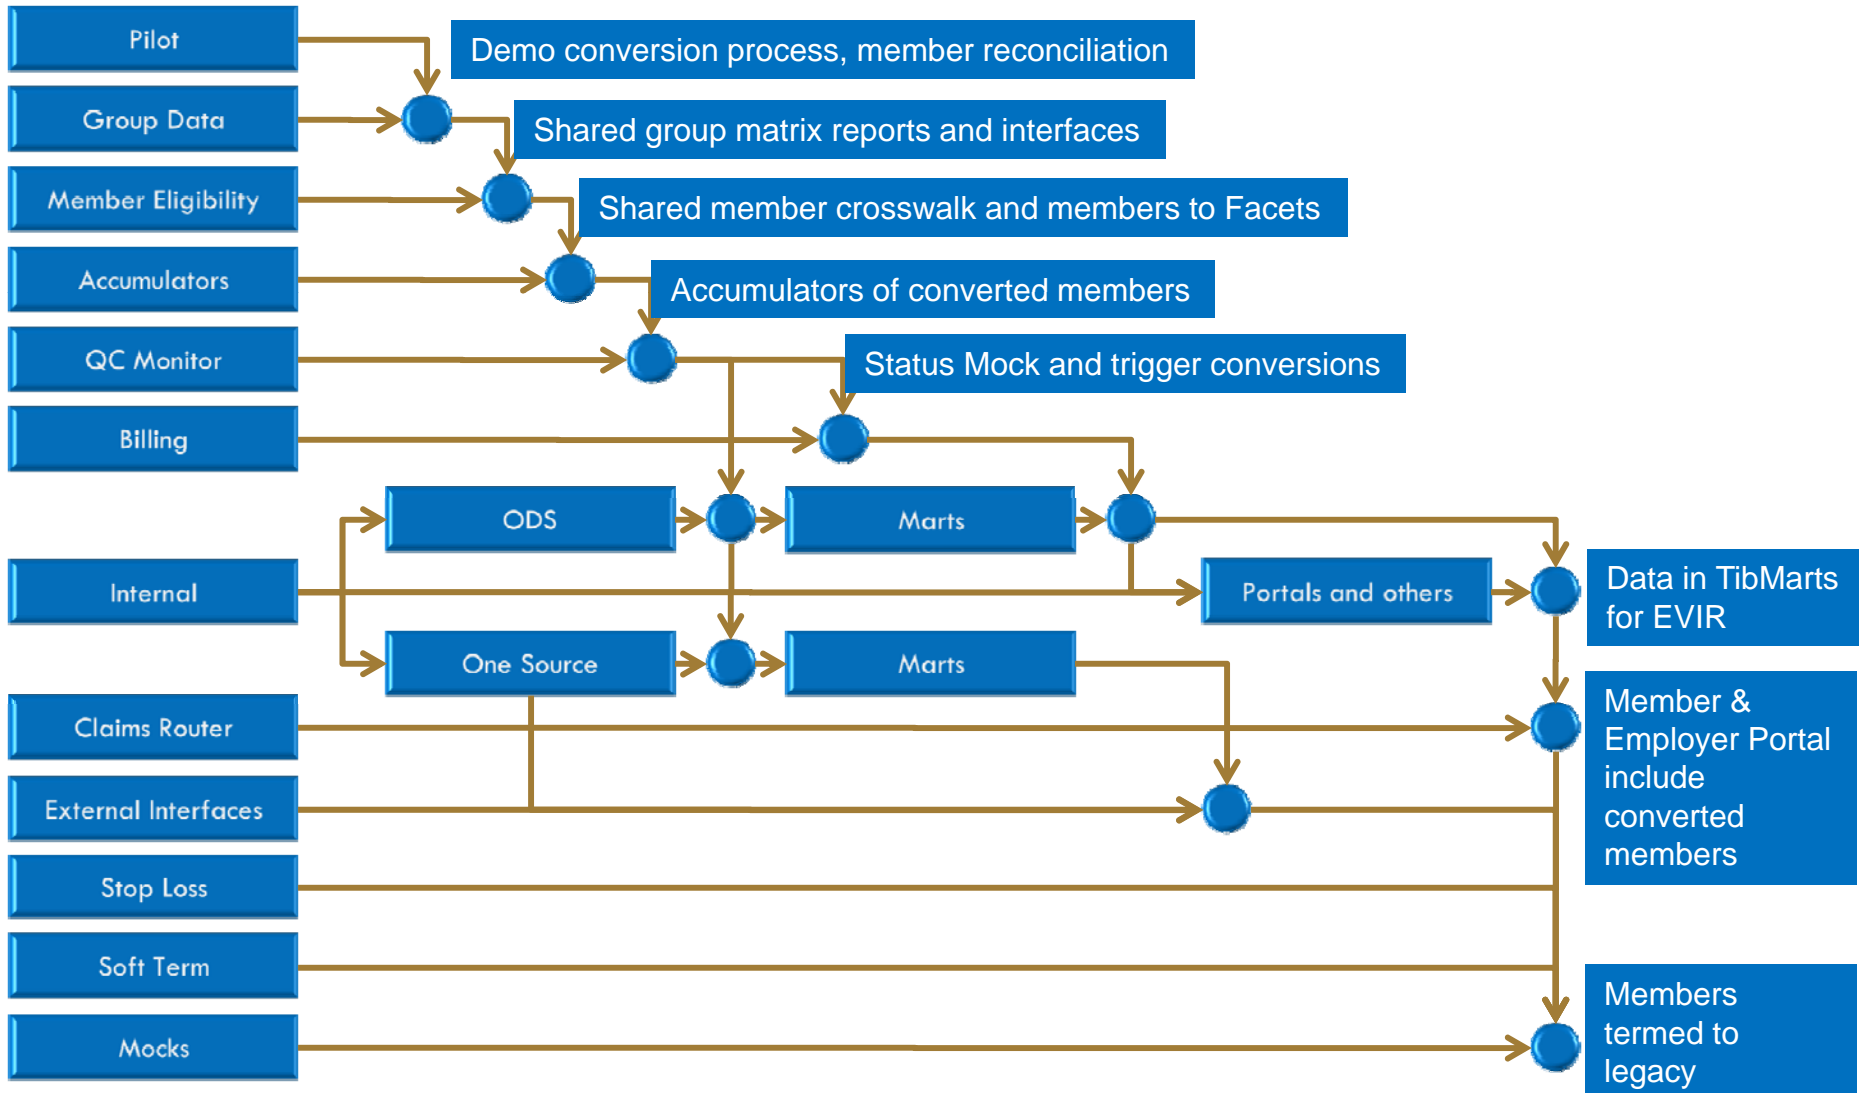 Pilot
Demo conversion process, member reconciliation
Group Data
Shared group matrix reports and interfaces
Member Eligibility
Shared member crosswalk and members to Facets
Accumulators
Accumulators of converted members
QC Monitor
Status Mock and trigger conversions
Billing
ODS
Marts
Internal
Portals and others
Data in TibMarts
for EVIR
One Source
Marts
Claims Router
Member &
Employer Portal
include
converted
members
External Interfaces
Stop Loss
Soft Term
Mocks
Members
termed to
legacy